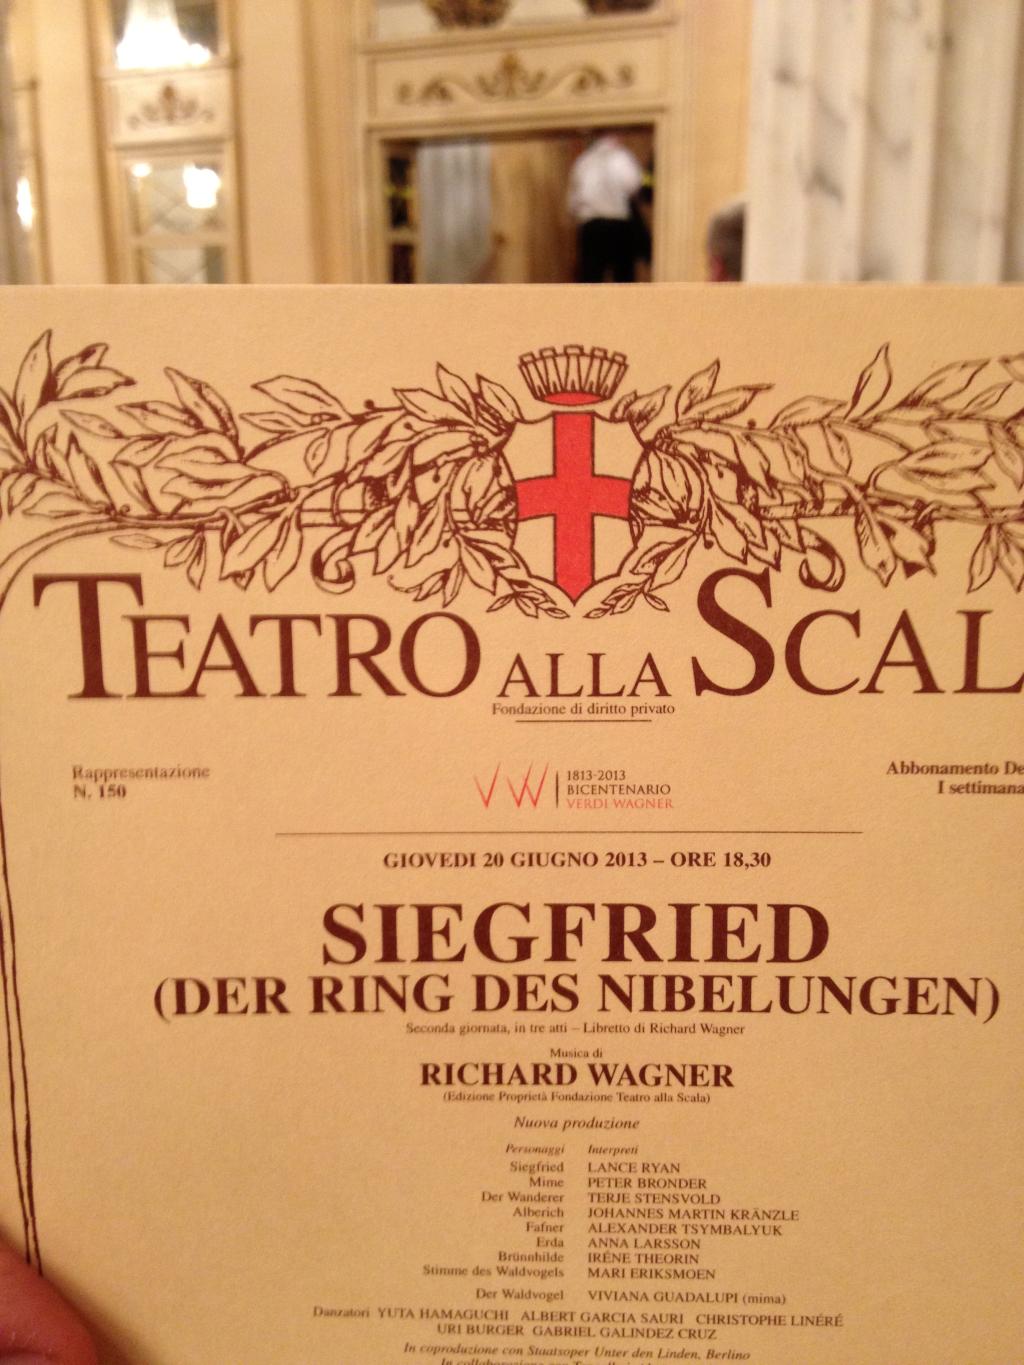 TEATRO ALLA SCAL
Fondazione di diritto privato
Rappresentazione
N. 150
VW
1813-2013
BICENTENARIO
VERDI WAGNER
Abbonamento De
I settimana
GIOVEDI 20 GIUGNO 2013 – ORE 18,30
SIEGFRIED
(DER RING DES NIBELUNGEN)
Seconda giornata, in tre atti – Libretto di Richard Wagner
Musica di
RICHARD WAGNER
(Edizione Proprietà Fondazione Teatro alla Scala)
Nuova produzione
Personaggi Interpreti
Siegfried LANCE RYAN
Mime PETER BRONDER
Der Wanderer TERJE STENSVOLD
Alberich JOHANNES MARTIN KRÄNZLE
Fafner ALEXANDER TSYMBALYUK
Erda ANNA LARSSON
Brünnhilde IRÉNE THEORIN
Stimme des Waldvogels MARI ERIKSMOEN
Der Waldvogel VIVIANA GUADALUPI (mima)
Danzatori YUTA HAMAGUCHI ALBERT GARCIA SAURI CHRISTOPHE LINÉRÉ
URI BURGER GABRIEL GALINDEZ CRUZ
In coproduzione con Staatsoper Unter den Linden, Berlino
In collaborazione con